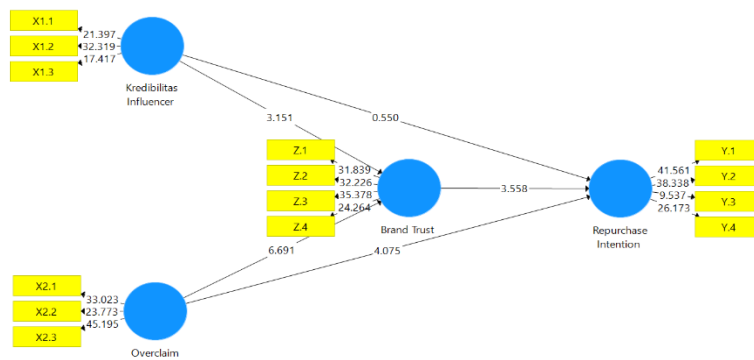 X1.1
X1.2
X1.3
21.397
32.319
17.417
Kredibilitas
Influencer
3.151
0.550
Z.1
Z.2
Z.3
Z.4
31.839
32.226
35.378
24.264
Brand Trust
3.558
Y.1
Y.2
Y.3
Y.4
41.561
38.338
9.537
26.173
Repurchase
Intention
6.691
4.075
X2.1
X2.2
X2.3
33.023
23.773
45.195
Overclaim